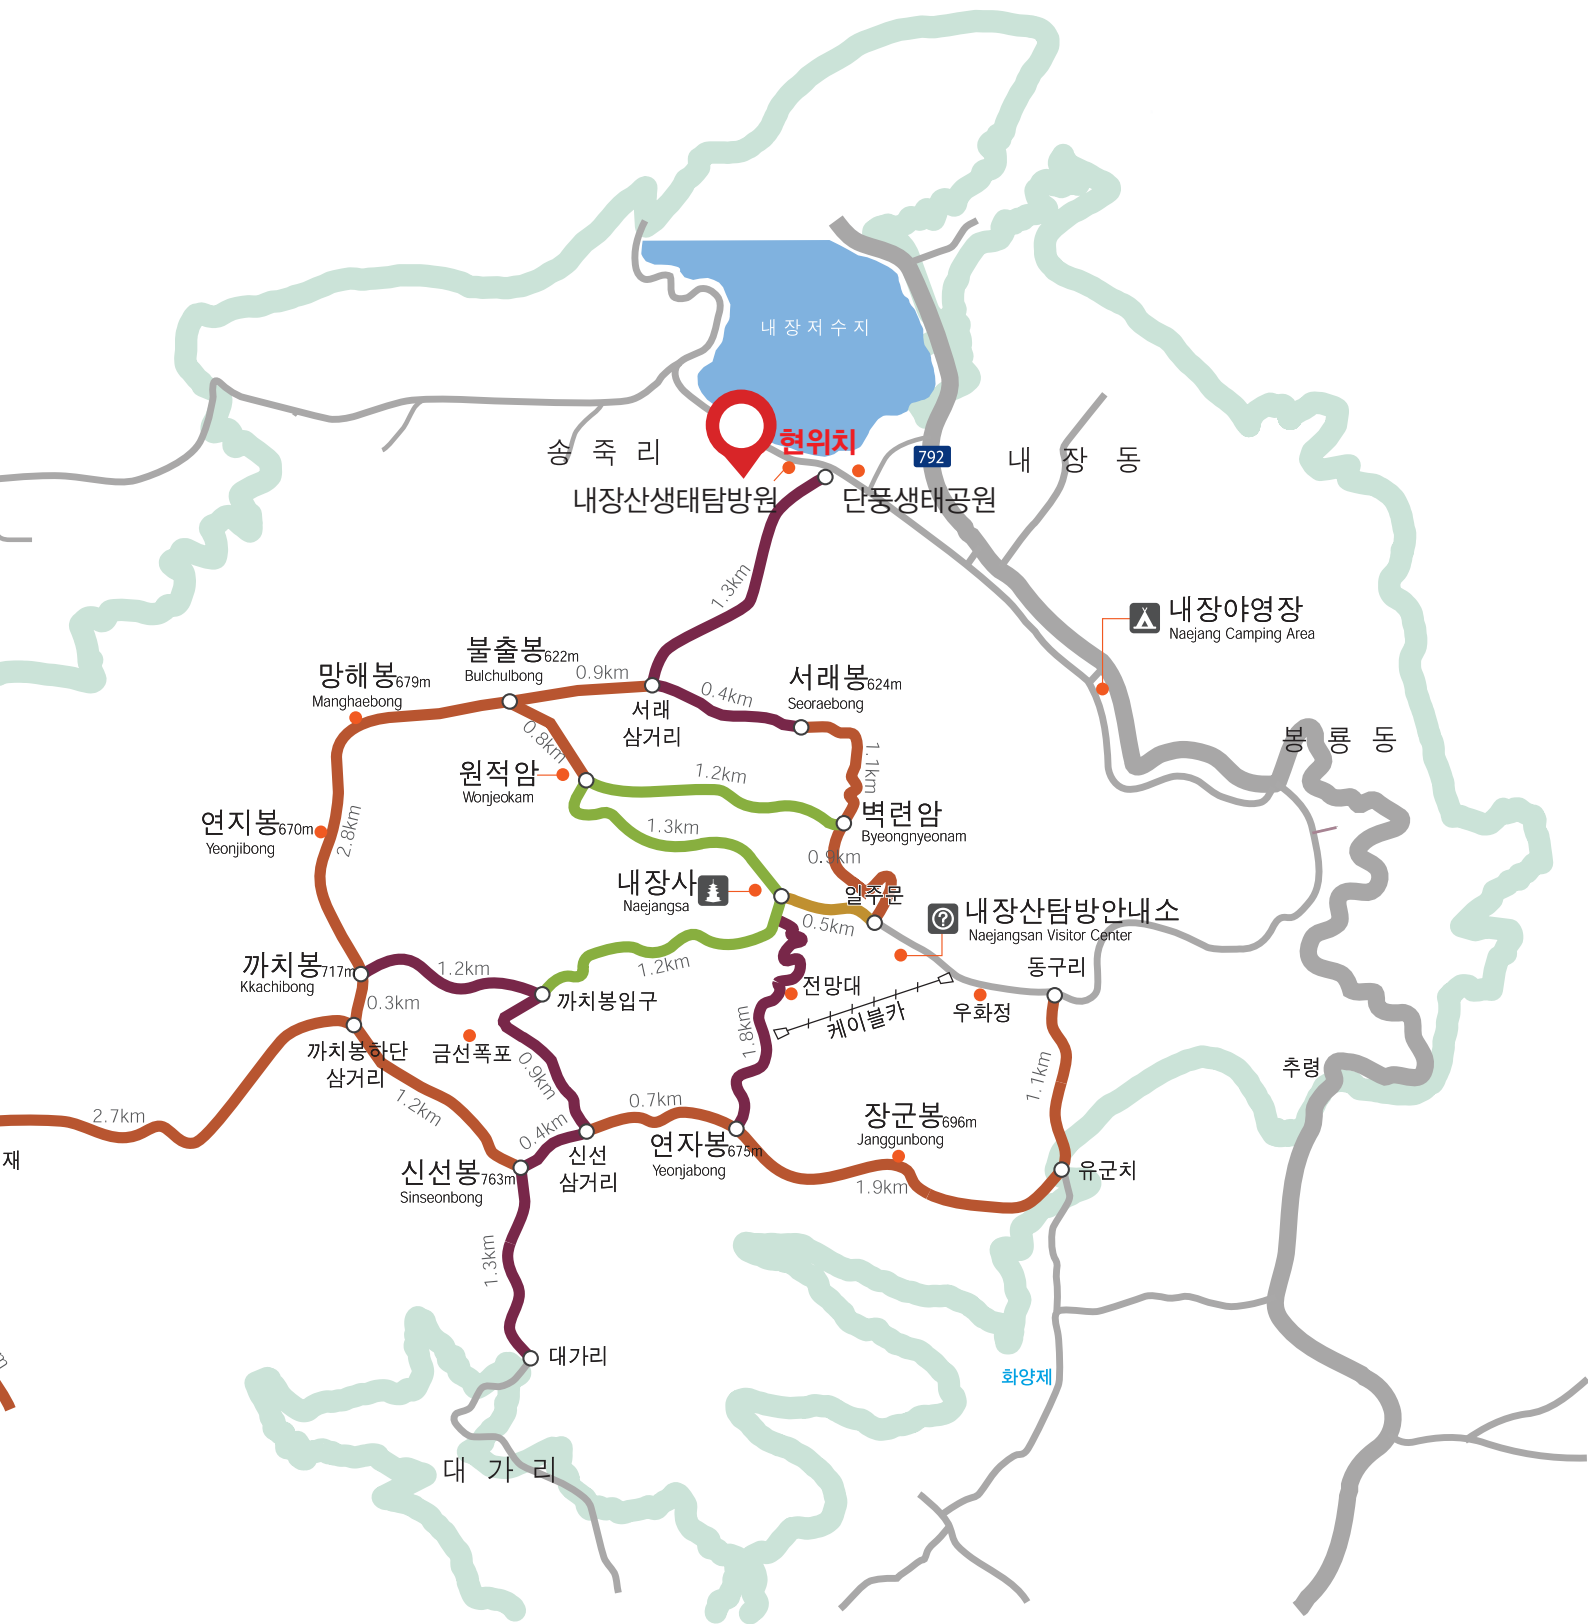 내장저수지
현위치
송 죽 리
792
내 장 동
내장산생태탐방원
단풍생태공원
1.3km
내장야영장
Naejang Camping Area
불출봉622m
Bulchulbong
0.9km
망해봉679m
Manghaebong
서래봉624m
Seoraebong
0.4km
서래
삼거리
0.8km
봉 룡 동
1.1km
원적암
Wonjeokam
1.2km
연지봉670m
Yeonjibong
2.8km
1.3km
벽련암
Byeongnyeonam
0.9km
내장사
Naejangsa
일주문
0.5km
내장산탐방안내소
Naejangsan Visitor Center
까치봉717m
Kkachibong
1.2km
1.2km
동구리
전망대
까치봉입구
0.3km
우화정
케이블카
1.8km
까치봉하단
삼거리
금선폭포
0.9km
추령
1.1km
1.2km
2.7km
0.7km
0.4km
장군봉696m
Janggunbong
연자봉675m
Yeonjabong
재
신선
삼거리
신선봉763m
Sinseonbong
유군치
1.9km
1.3km
대가리
화양제
대 가 리